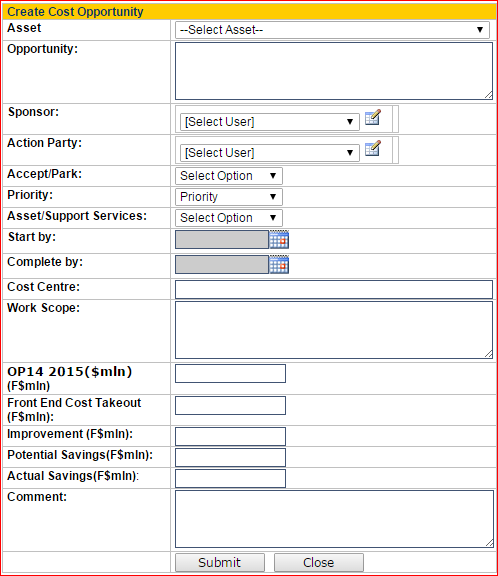 Create Cost Opportunity
Asset --Select Asset--
Opportunity:
Sponsor: [Select User]
Action Party: [Select User]
Accept/Park: Select Option
Priority: Priority
Asset/Support Services: Select Option
Start by:
Complete by:
Cost Centre:
Work Scope:
OP14 2015($mln)
(F$mln)
Front End Cost Takeout
(F$mln):
Improvement (F$mln):
Potential Savings(F$mln):
Actual Savings(F$mln):
Comment:
Submit Close